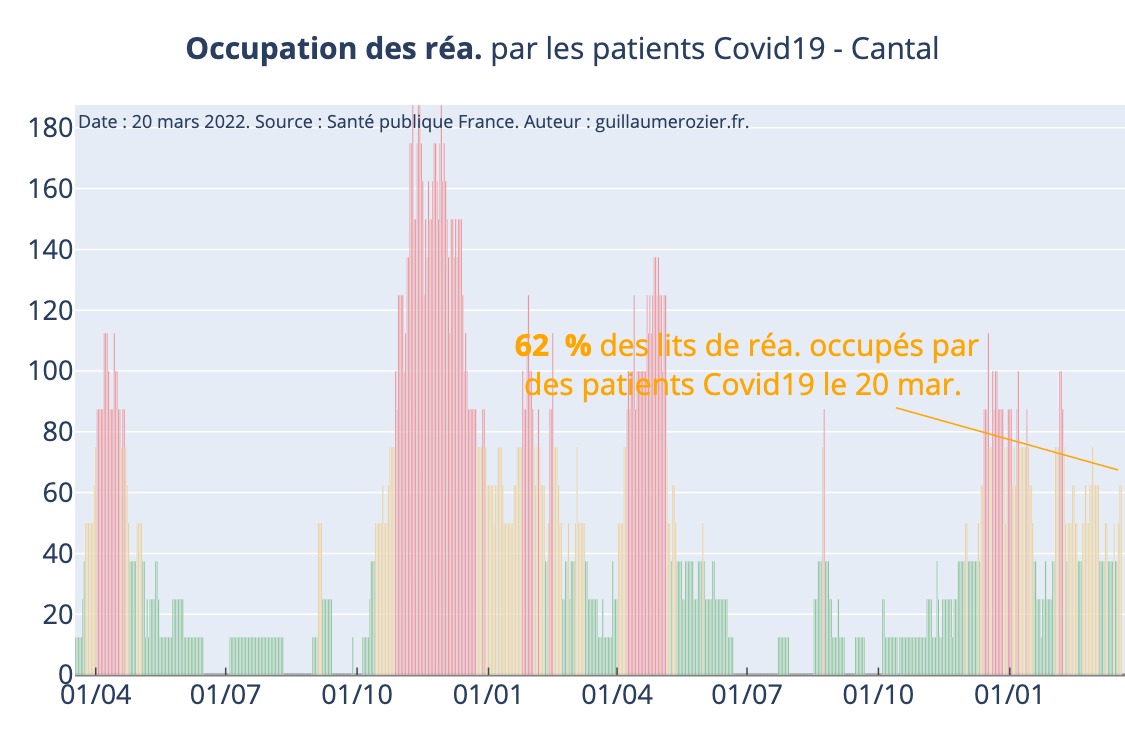 Occupation des réa. par les patients Covid19 - Cantal
Date : 20 mars 2022. Source : Santé publique France. Auteur : guillaumerozier.fr.
180
160
140
120
100
80
60
40
20
0
62 % des lits de réa. occupés par
des patients Covid19 le 20 mar.
01/04 01/07 01/10 01/01 01/04 01/07 01/10 01/01